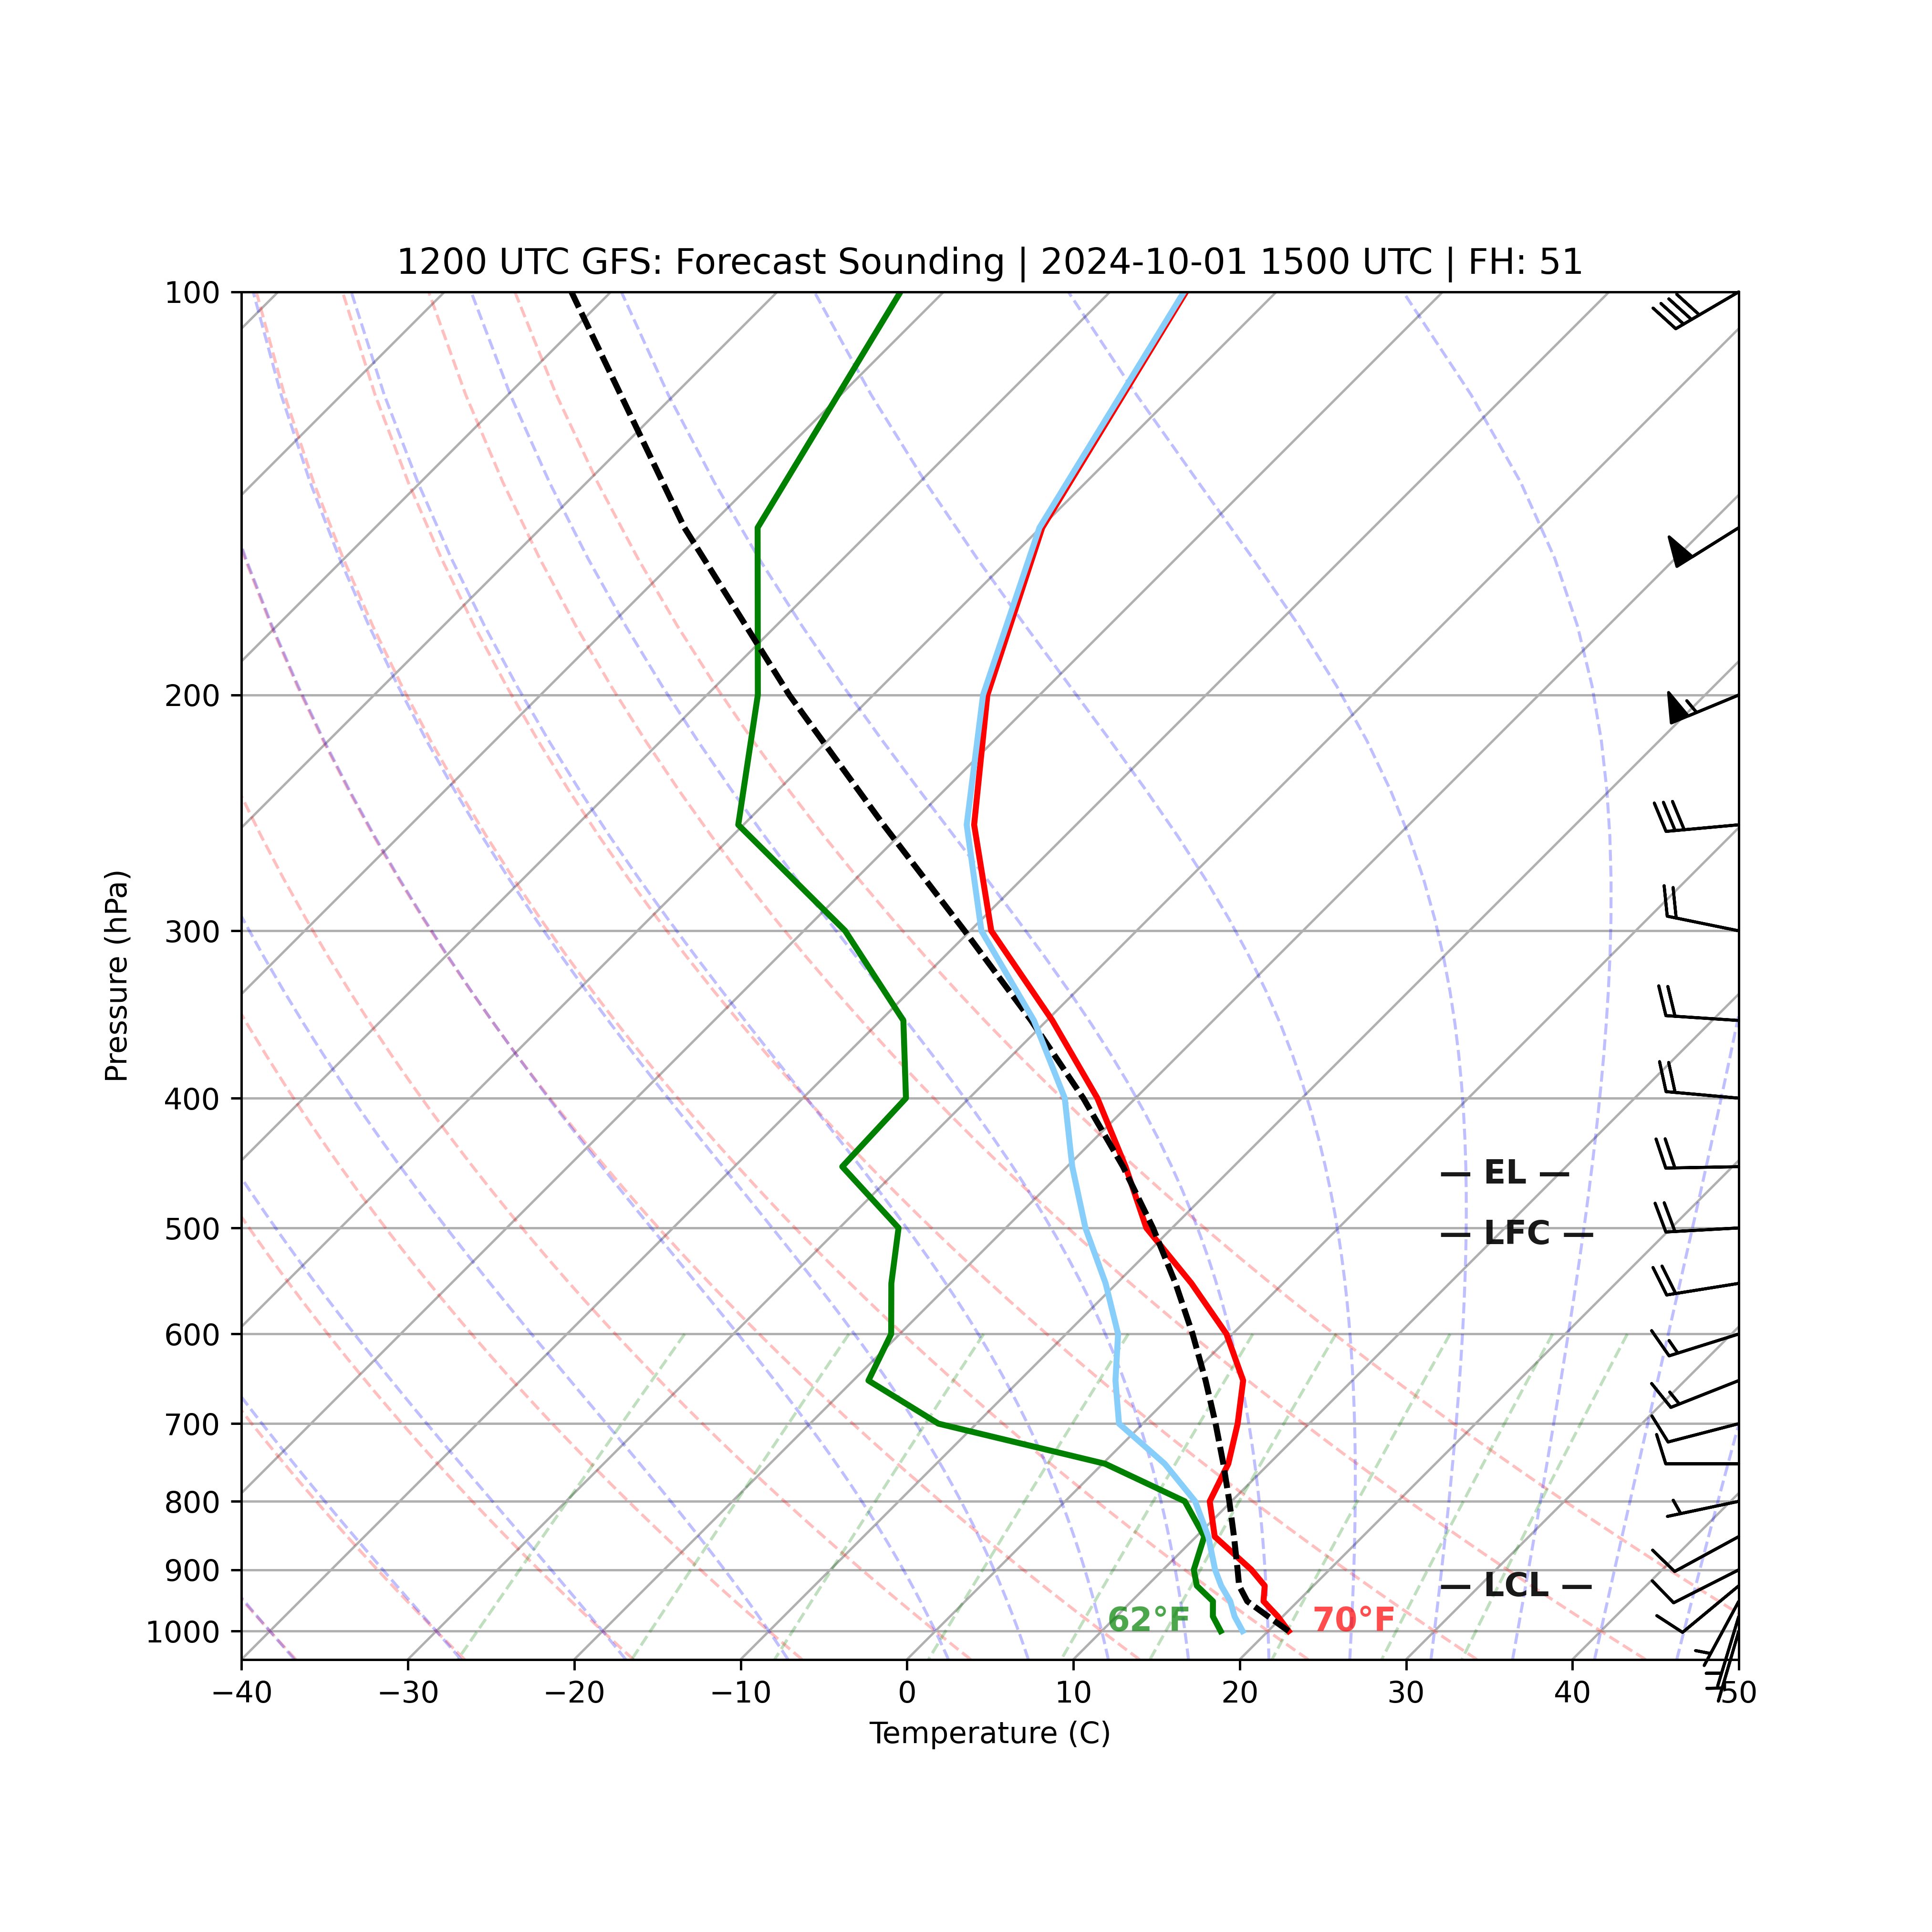 1200 UTC GFS: Forecast Sounding | 2024-10-01 1500 UTC | FH: 51
100
200
300
400
500
600
700
800
900
1000
Pressure (hPa)
— EL —
— LFC —
— LCL —
62°F
70°F
−40 −30 −20 −10 0 10 20 30 40 50
Temperature (C)